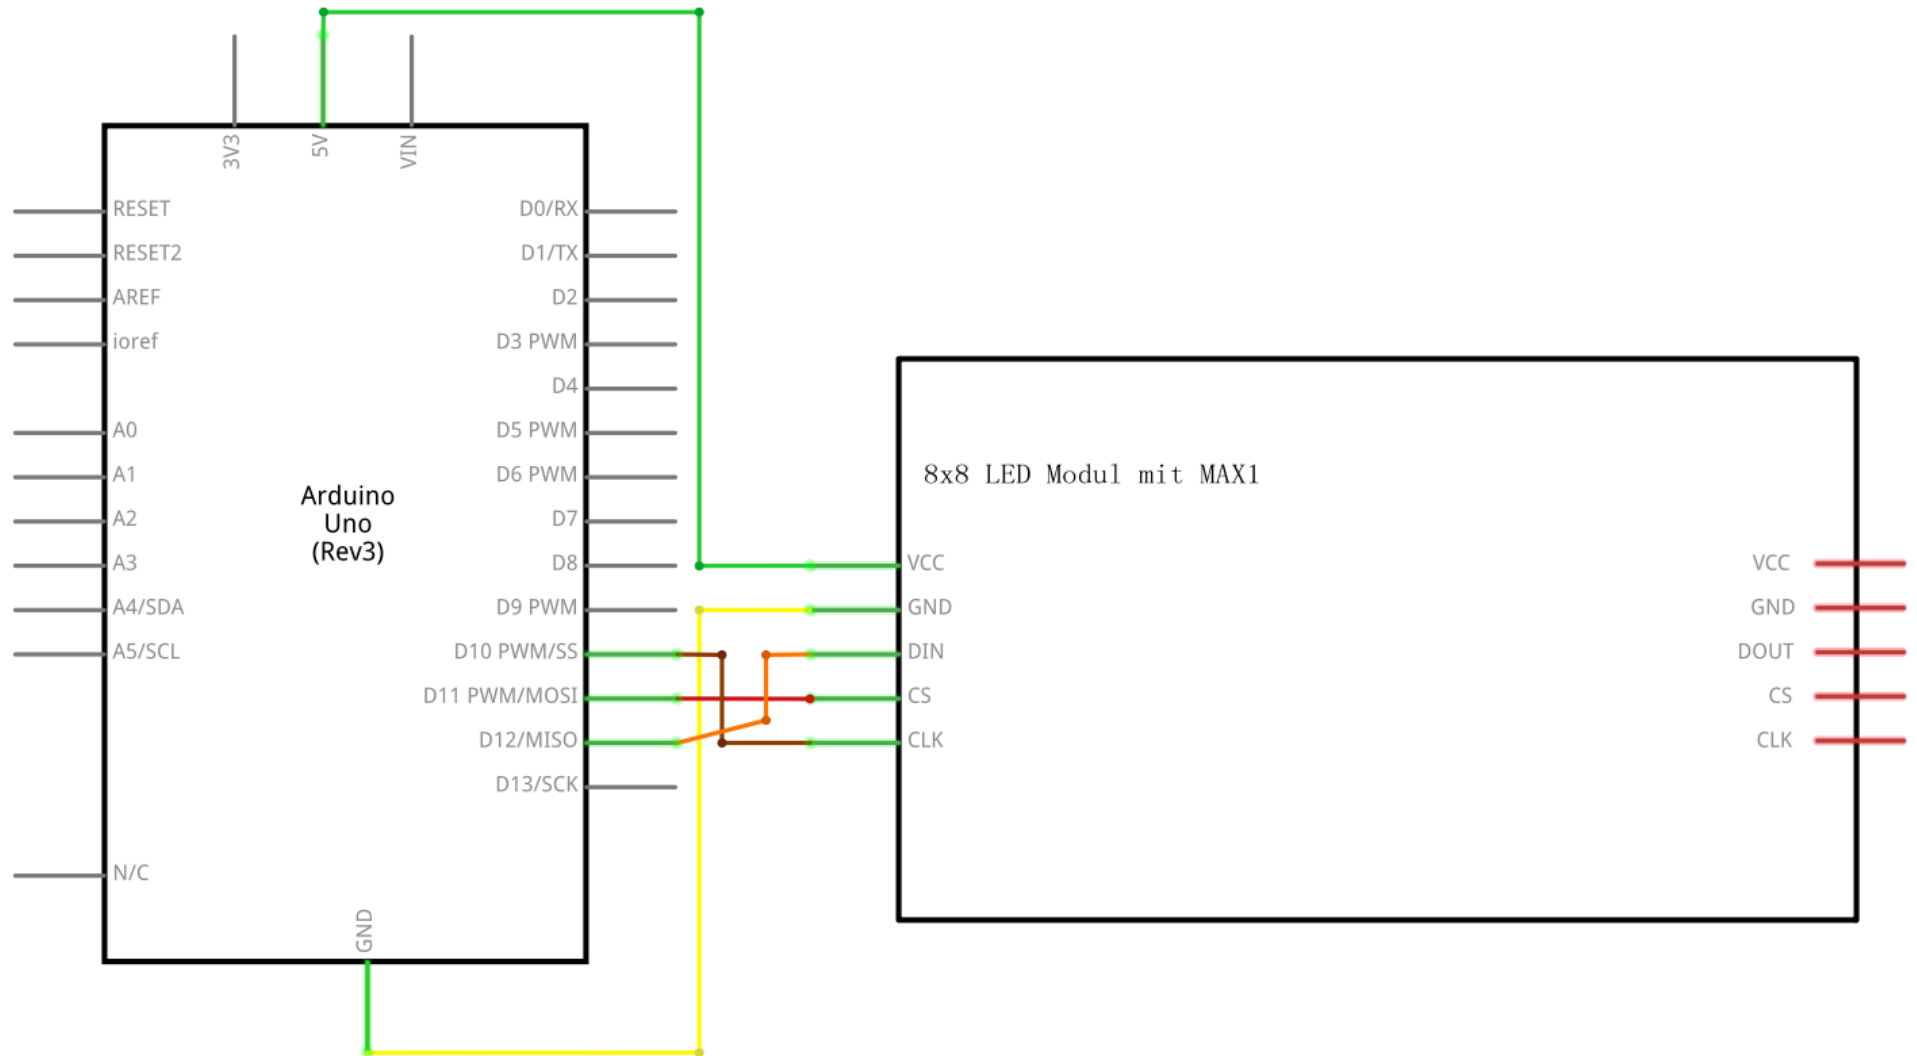 3V3
5V
VIN
RESET
RESET2
AREF
ioref
A0
A1
A2
A3
A4/SDA
A5/SCL
N/C
Arduino
Uno
(Rev3)
D0/RX
D1/TX
D2
D3 PWM
D4
D5 PWM
D6 PWM
D7
D8
D9 PWM
D10 PWM/SS
D11 PWM/MOSI
D12/MISO
D13/SCK
GND
8x8 LED Modul mit MAX1
VCC
GND
DIN
CS
CLK
VCC
GND
DOUT
CS
CLK